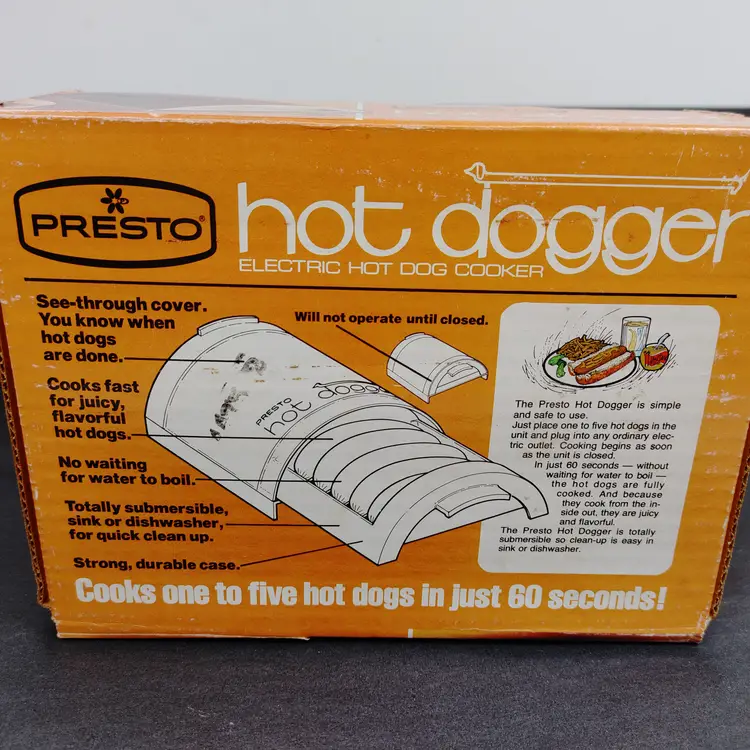 PRESTO®
hot dogger
ELECTRIC HOT DOG COOKER
See-through cover.
You know when
hot dogs
are done.
Cooks fast
for juicy,
flavorful
hot dogs.
No waiting
for water to boil.
Totally submersible,
sink or dishwasher,
for quick clean up.
Strong, durable case.
Will not operate until closed.
PRESTO
hot dogger
The Presto Hot Dogger is simple
and safe to use.
Just place one to five hot dogs in the
unit and plug into any ordinary elec-
tric outlet. Cooking begins as soon
as the unit is closed.
In just 60 seconds — without
waiting for water to boil —
the hot dogs are fully
cooked. And because
they cook from the in-
side out, they are juicy
and flavorful.
The Presto Hot Dogger is totally
submersible so clean-up is easy in
sink or dishwasher.
Cooks one to five hot dogs in just 60 seconds!